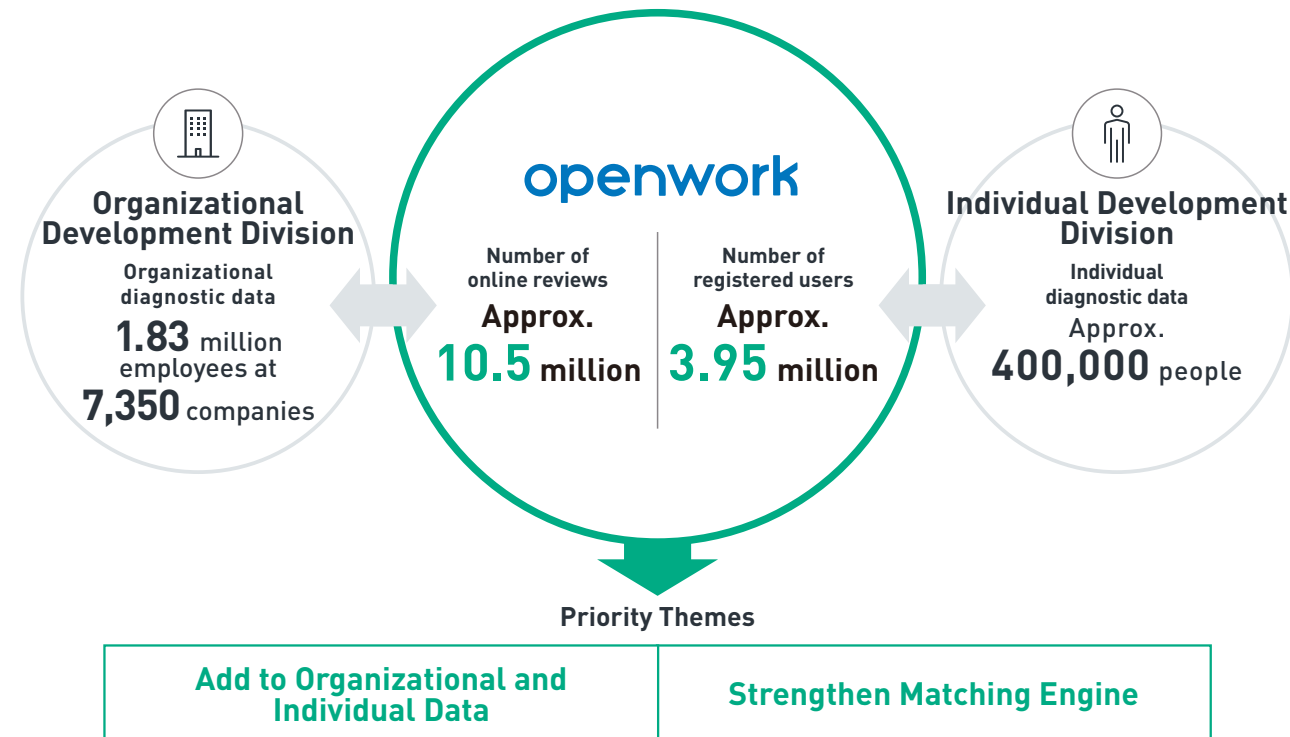 Organizational
Development Division
Organizational
diagnostic data
1.83 million
employees at
7,350 companies
openwork
Number of
online reviews
Approx.
10.5 million
Number of
registered users
Approx.
3.95 million
Individual Development
Division
Individual
diagnostic data
Approx.
400,000 people
Priority Themes
Add to Organizational and
Individual Data
Strengthen Matching Engine